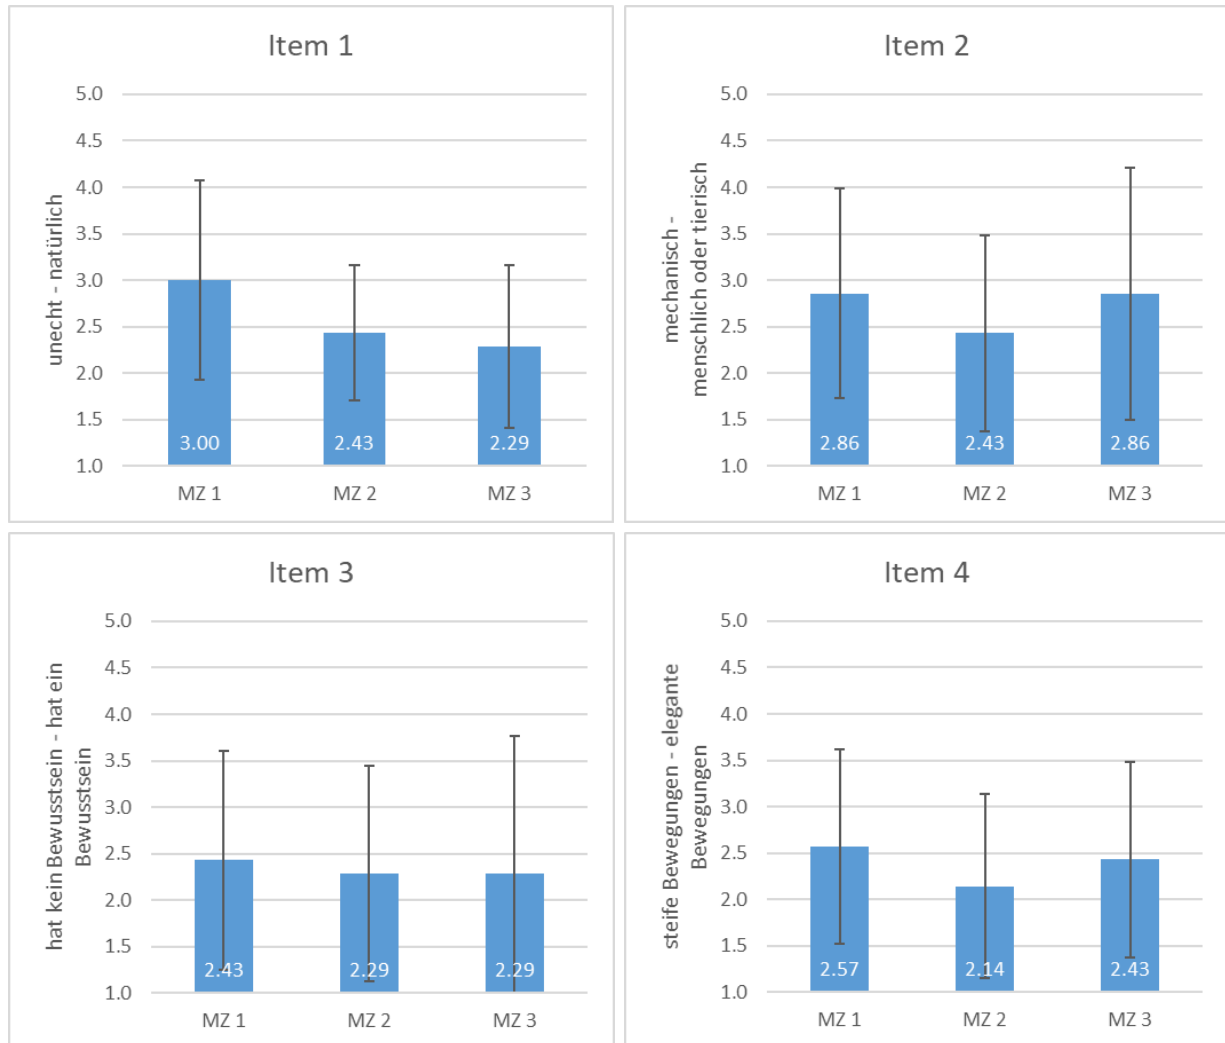 Item 1
unecht - natürlich
5.0
4.5
4.0
3.5
3.0
2.5
2.0
1.5
1.0
3.00
2.43
2.29
MZ 1
MZ 2
MZ 3
Item 2
mechanisch -
menschlich oder tierisch
5.0
4.5
4.0
3.5
3.0
2.5
2.0
1.5
1.0
2.86
2.43
2.86
MZ 1
MZ 2
MZ 3
Item 3
hat kein Bewusstsein - hat ein
Bewusstsein
5.0
4.5
4.0
3.5
3.0
2.5
2.0
1.5
1.0
2.43
2.29
2.29
MZ 1
MZ 2
MZ 3
Item 4
steife Bewegungen - elegante
Bewegungen
5.0
4.5
4.0
3.5
3.0
2.5
2.0
1.5
1.0
2.57
2.14
2.43
MZ 1
MZ 2
MZ 3